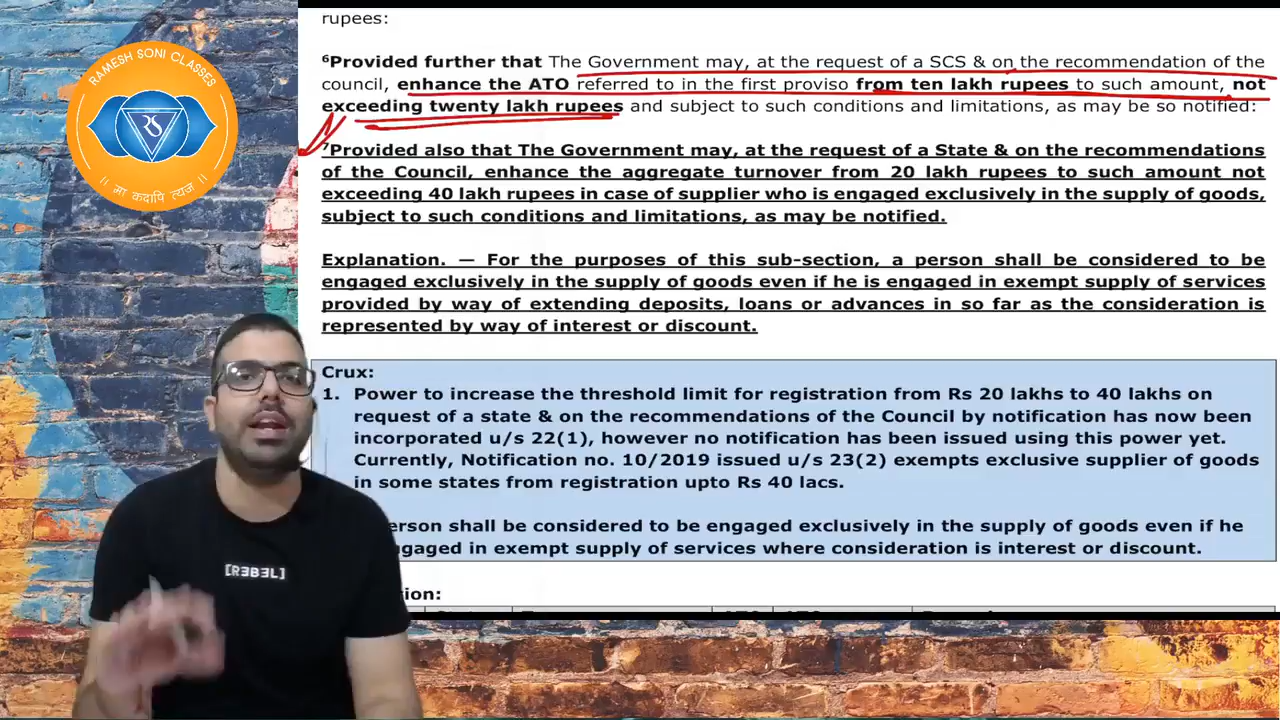 RAMESH SONI CLASSES
।। मा कदापि त्यज ।।
rupees:
⁶Provided further that The Government may, at the request of a SCS & on the recommendation of the
council, enhance the ATO referred to in the first proviso from ten lakh rupees to such amount, not
exceeding twenty lakh rupees and subject to such conditions and limitations, as may be so notified:
⁷Provided also that The Government may, at the request of a State & on the recommendations
of the Council, enhance the aggregate turnover from 20 lakh rupees to such amount not
exceeding 40 lakh rupees in case of supplier who is engaged exclusively in the supply of goods,
subject to such conditions and limitations, as may be notified.
Explanation. — For the purposes of this sub-section, a person shall be considered to be
engaged exclusively in the supply of goods even if he is engaged in exempt supply of services
provided by way of extending deposits, loans or advances in so far as the consideration is
represented by way of interest or discount.
Crux:
1. Power to increase the threshold limit for registration from Rs 20 lakhs to 40 lakhs on
request of a state & on the recommendations of the Council by notification has now been
incorporated u/s 22(1), however no notification has been issued using this power yet.
Currently, Notification no. 10/2019 issued u/s 23(2) exempts exclusive supplier of goods
in some states from registration upto Rs 40 lacs.
erson shall be considered to be engaged exclusively in the supply of goods even if he
gaged in exempt supply of services where consideration is interest or discount.
ion:
[RƎBEL]